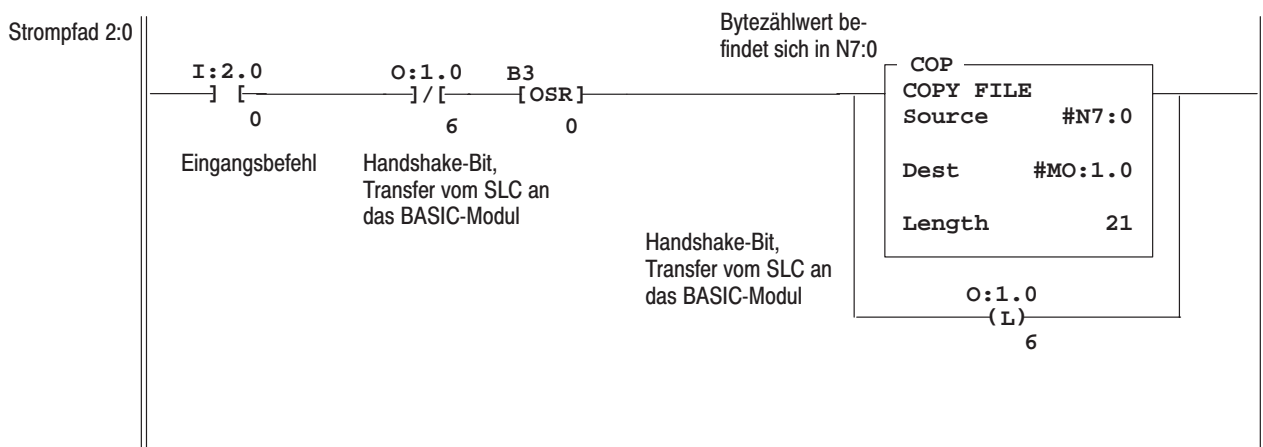 Strompfad 2:0
Bytezählwert be-
findet sich in N7:0
I:2.0
] [
0
Eingangsbefehl
O:1.0
]/[
6
Handshake-Bit,
Transfer vom SLC an
das BASIC-Modul
B3
[OSR]
0
COP
COPY FILE
Source #N7:0
Dest #MO:1.0
Length 21
Handshake-Bit,
Transfer vom SLC an
das BASIC-Modul
O:1.0
(L)
6